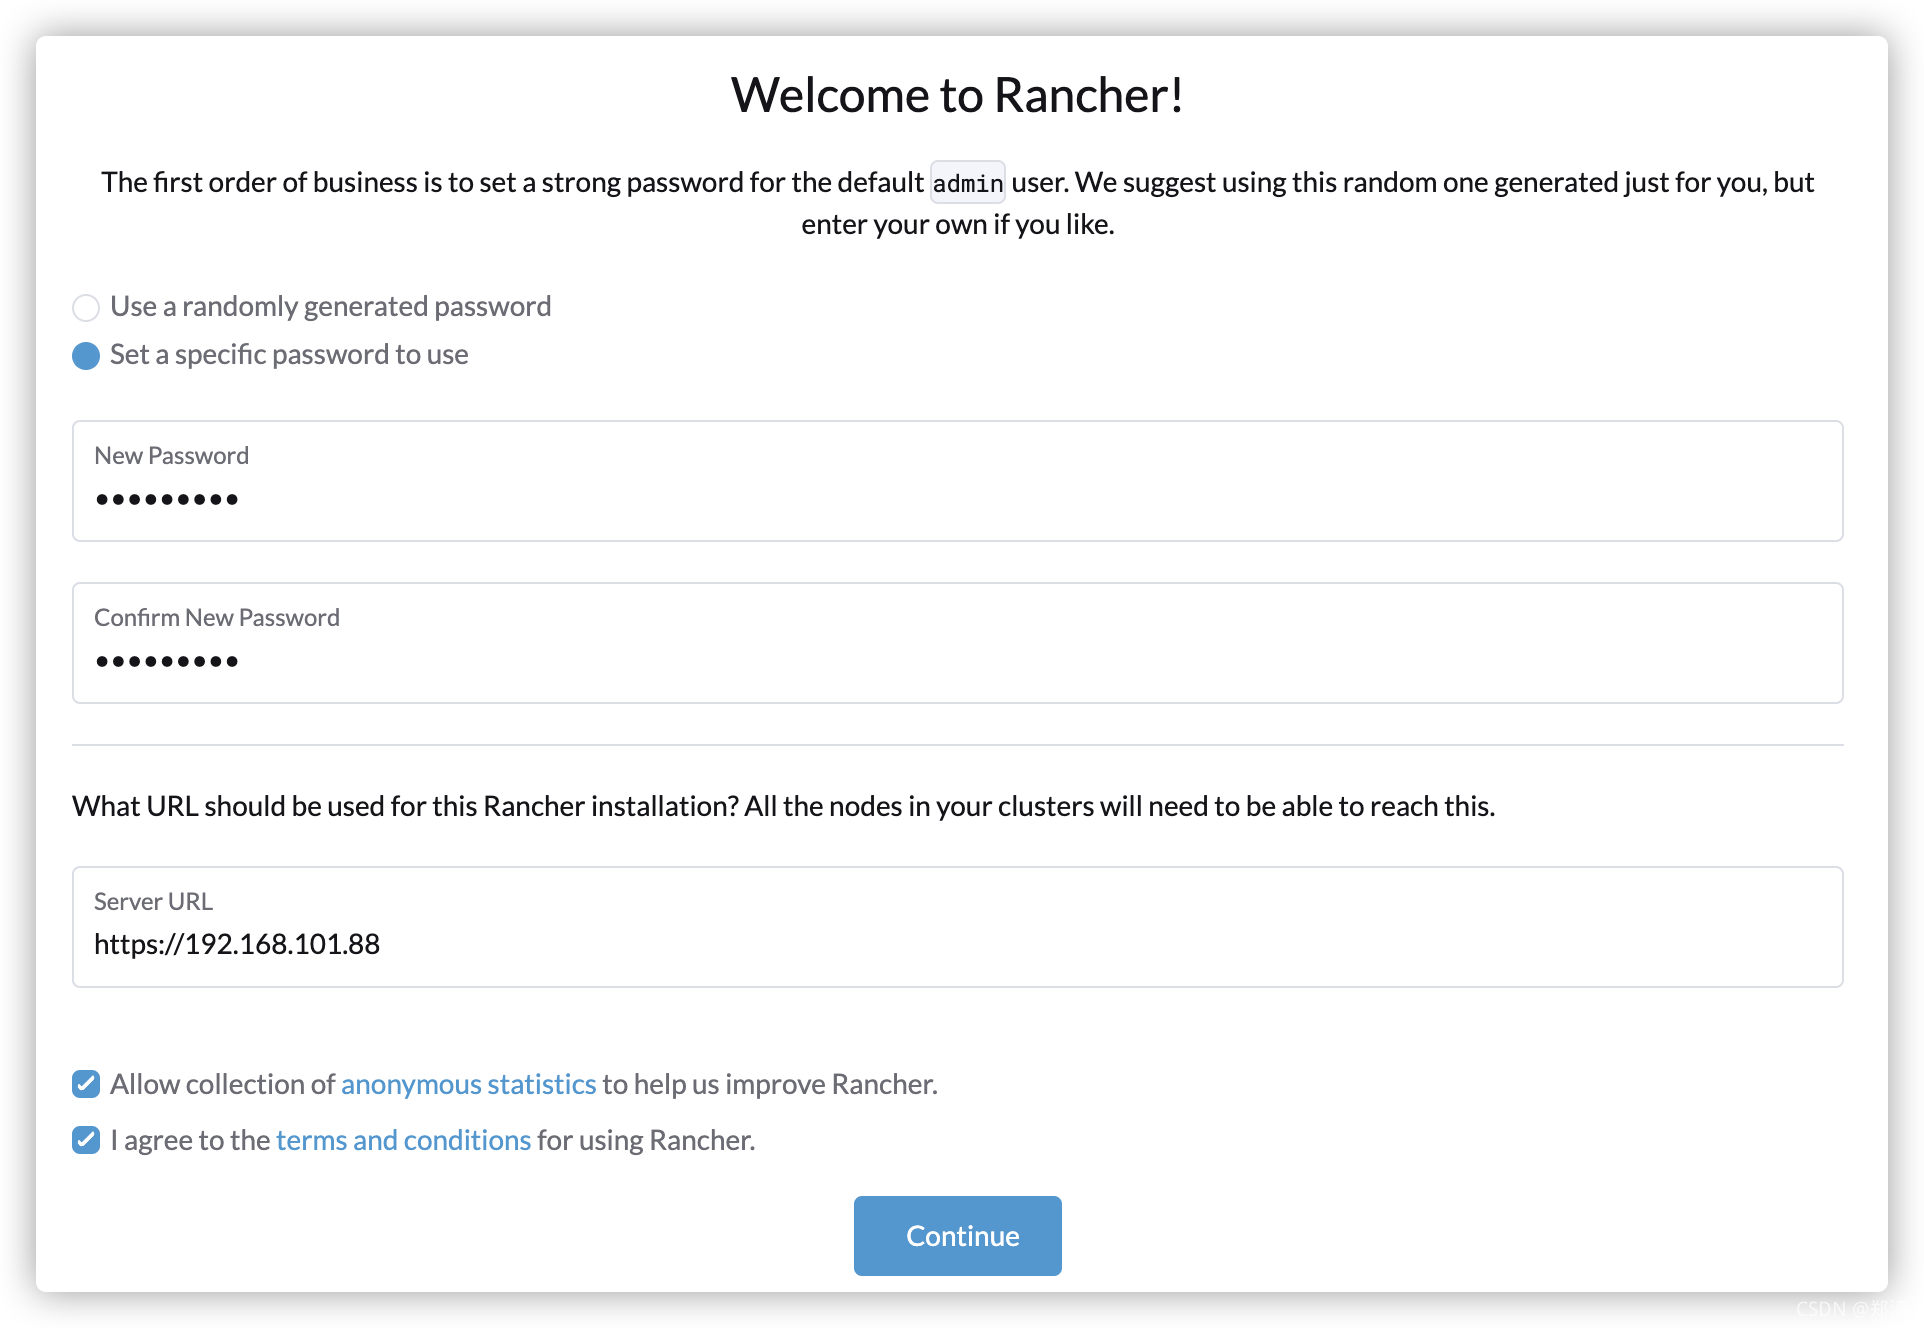 Welcome to Rancher!
The first order of business is to set a strong password for the default admin user. We suggest using this random one generated just for you, but
enter your own if you like.
Use a randomly generated password
Set a specific password to use
New Password
•••••••••
Confirm New Password
•••••••••
What URL should be used for this Rancher installation? All the nodes in your clusters will need to be able to reach this.
Server URL
https://192.168.101.88
Allow collection of anonymous statistics to help us improve Rancher.
I agree to the terms and conditions for using Rancher.
Continue
CSDN